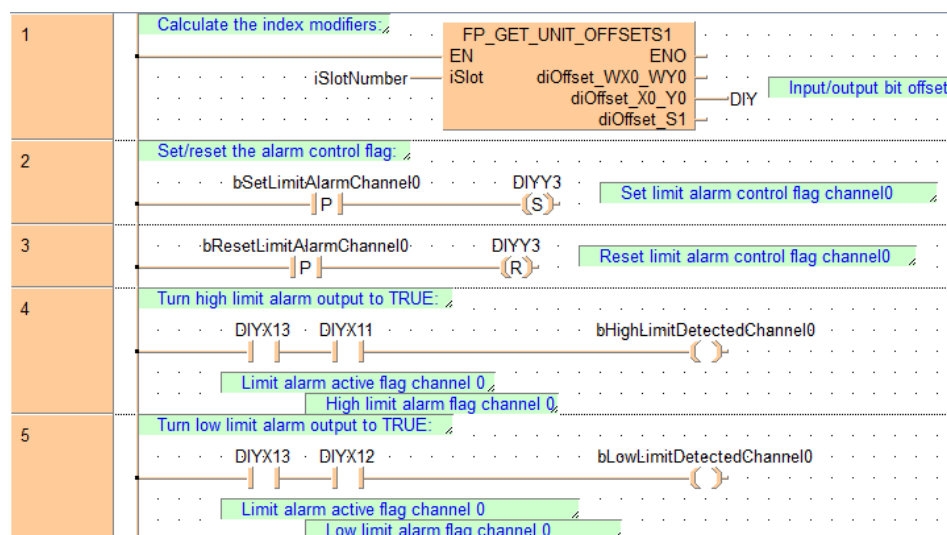 1
Calculate the index modifiers:
FP_GET_UNIT_OFFSETS1
EN ENO
iSlotNumber iSlot diOffset_WX0_WY0
diOffset_X0_Y0 DIY Input/output bit offset
diOffset_S1
2
Set/reset the alarm control flag:
bSetLimitAlarmChannel0 DIYY3
P S Set limit alarm control flag channel0
3
bResetLimitAlarmChannel0 DIYY3
P R Reset limit alarm control flag channel0
4
Turn high limit alarm output to TRUE:
DIYX13 DIYX11 bHighLimitDetectedChannel0
Limit alarm active flag channel 0
High limit alarm flag channel 0
5
Turn low limit alarm output to TRUE:
DIYX13 DIYX12 bLowLimitDetectedChannel0
Limit alarm active flag channel 0
Low limit alarm flag channel 0